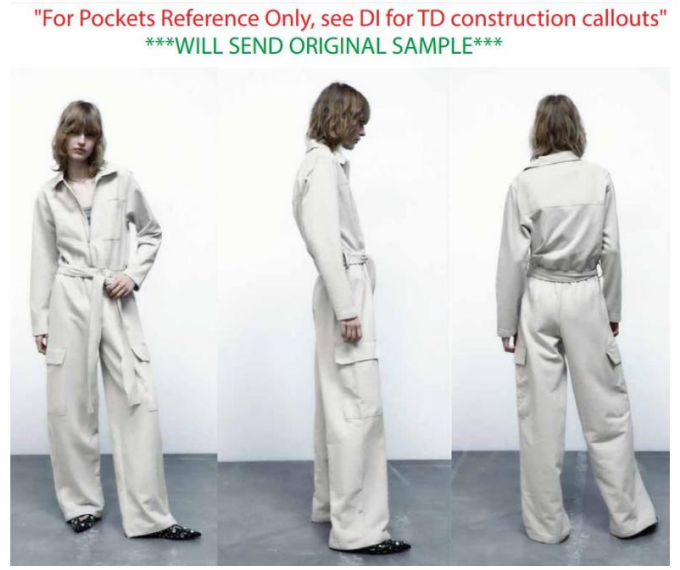 "For Pockets Reference Only, see DI for TD construction callouts"
***WILL SEND ORIGINAL SAMPLE***